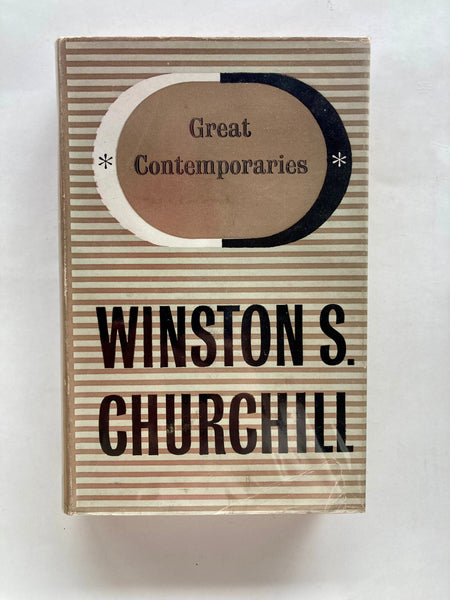 Great
* Contemporaries *
WINSTON S.
CHURCHILL